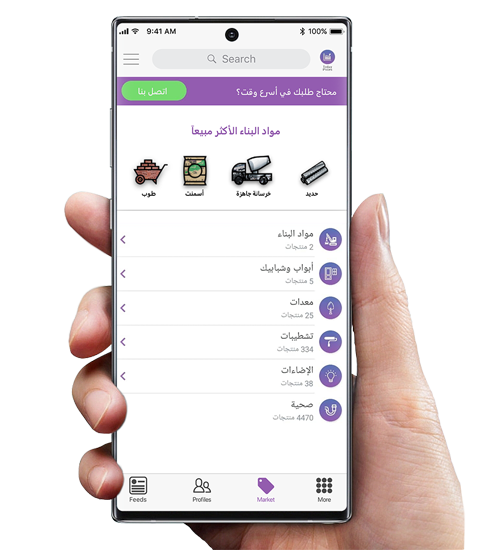 9:41 AM
100%
Search
Today
Prices
محتاج طلبك في أسرع وقت؟
اتصل بنا
مواد البناء الأكثر مبيعاً
حديد
خرسانة جاهزة
أسمنت
طوب
مواد البناء
2 منتجات
أبواب وشبابيك
5 منتجات
معدات
25 منتجات
تشطيبات
334 منتجات
الإضاءات
38 منتجات
صحية
4470 منتجات
Feeds
Profiles
Market
More